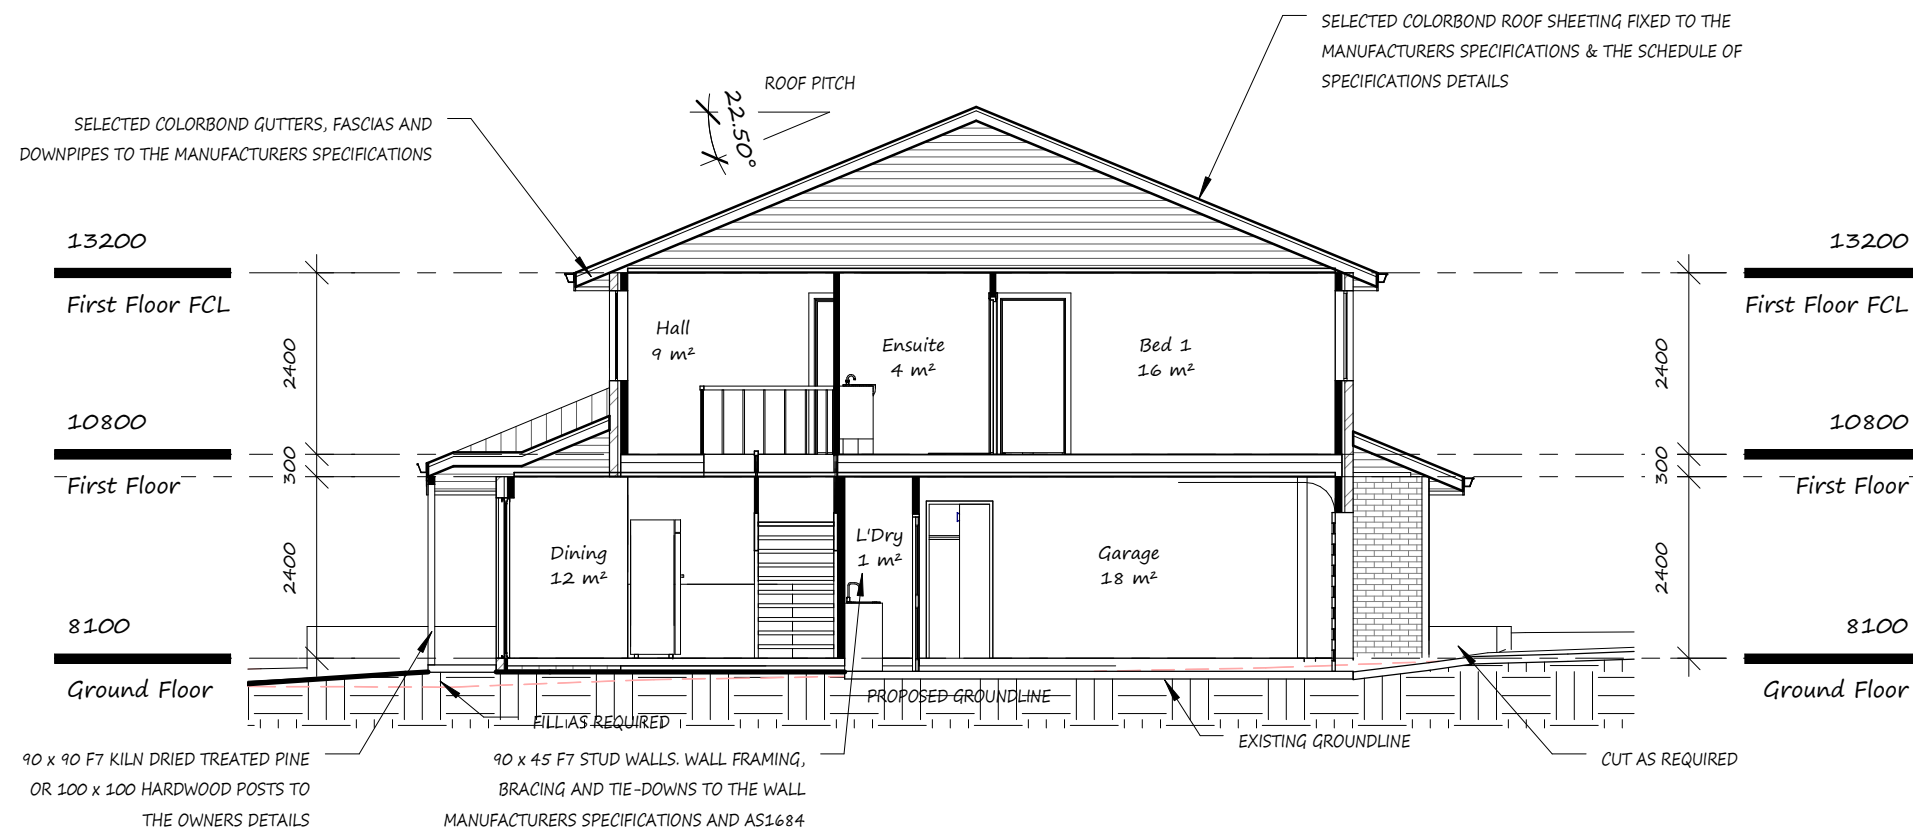 SELECTED COLORBOND ROOF SHEETING FIXED TO THE
MANUFACTURERS SPECIFICATIONS & THE SCHEDULE OF
SPECIFICATIONS DETAILS
ROOF PITCH
22.50°
SELECTED COLORBOND GUTTERS, FASCIAS AND
DOWNPIPES TO THE MANUFACTURERS SPECIFICATIONS
13200
First Floor FCL
13200
First Floor FCL
2400
Hall
9 m²
Ensuite
4 m²
Bed 1
16 m²
2400
10800
First Floor
300
300
10800
First Floor
2400
Dining
12 m²
L'Dry
1 m²
Garage
18 m²
2400
8100
Ground Floor
8100
Ground Floor
PROPOSED GROUNDLINE
FILL AS REQUIRED
EXISTING GROUNDLINE
CUT AS REQUIRED
90 x 90 F7 KILN DRIED TREATED PINE
OR 100 x 100 HARDWOOD POSTS TO
THE OWNERS DETAILS
90 x 45 F7 STUD WALLS. WALL FRAMING,
BRACING AND TIE-DOWNS TO THE WALL
MANUFACTURERS SPECIFICATIONS AND AS1684